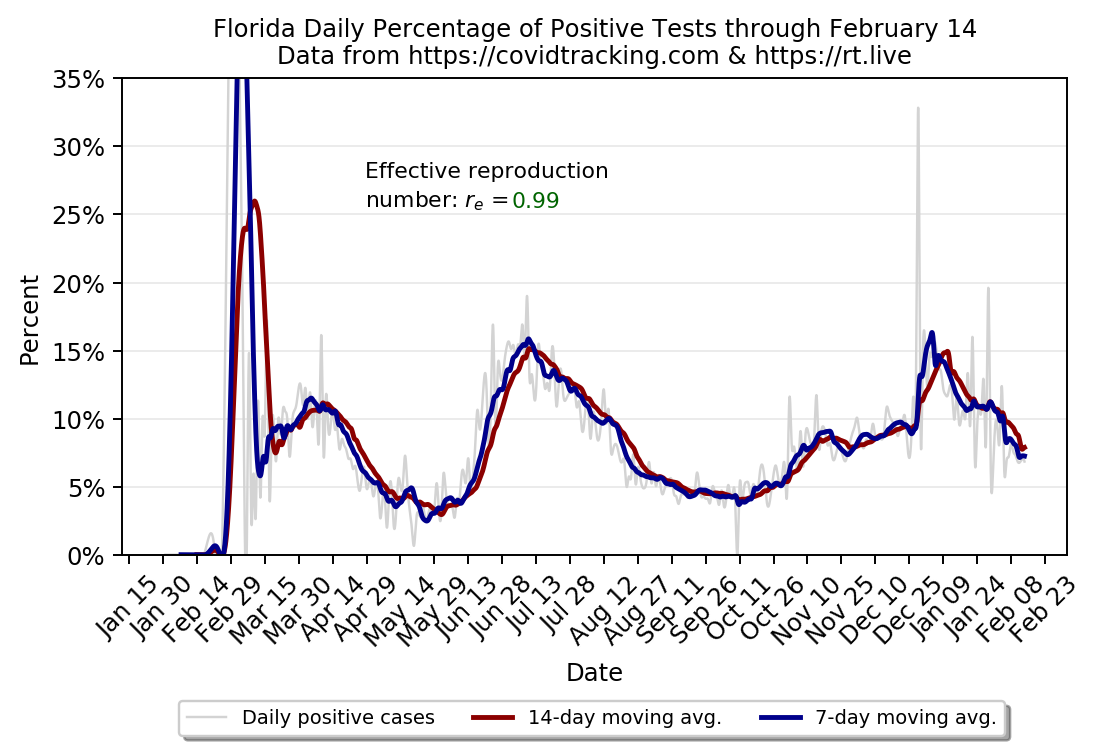 Florida Daily Percentage of Positive Tests through February 14
Data from https://covidtracking.com & https://rt.live
35%
30%
25%
20%
15%
10%
5%
0%
Percent
Effective reproduction
number: rₑ = 0.99
Jan 15
Jan 30
Feb 14
Feb 29
Mar 15
Mar 30
Apr 14
Apr 29
May 14
May 29
Jun 13
Jun 28
Jul 13
Jul 28
Aug 12
Aug 27
Sep 11
Sep 26
Oct 11
Oct 26
Nov 10
Nov 25
Dec 10
Dec 25
Jan 09
Jan 24
Feb 08
Feb 23
Date
Daily positive cases
14-day moving avg.
7-day moving avg.